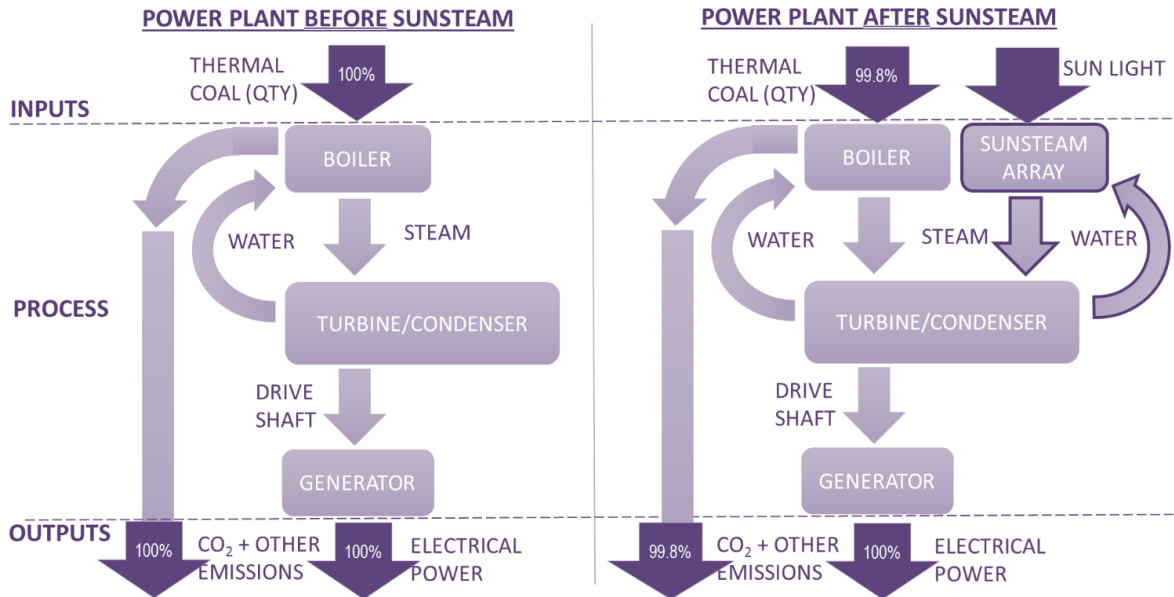 POWER PLANT BEFORE SUNSTEAM
THERMAL
COAL (QTY)
100%
INPUTS
BOILER
WATER
STEAM
PROCESS
TURBINE/CONDENSER
DRIVE
SHAFT
GENERATOR
OUTPUTS
100%
CO₂ + OTHER
EMISSIONS
100%
ELECTRICAL
POWER
POWER PLANT AFTER SUNSTEAM
THERMAL
COAL (QTY)
99.8%
SUN LIGHT
BOILER
SUNSTEAM
ARRAY
WATER
STEAM
WATER
TURBINE/CONDENSER
DRIVE
SHAFT
GENERATOR
99.8%
CO₂ + OTHER
EMISSIONS
100%
ELECTRICAL
POWER